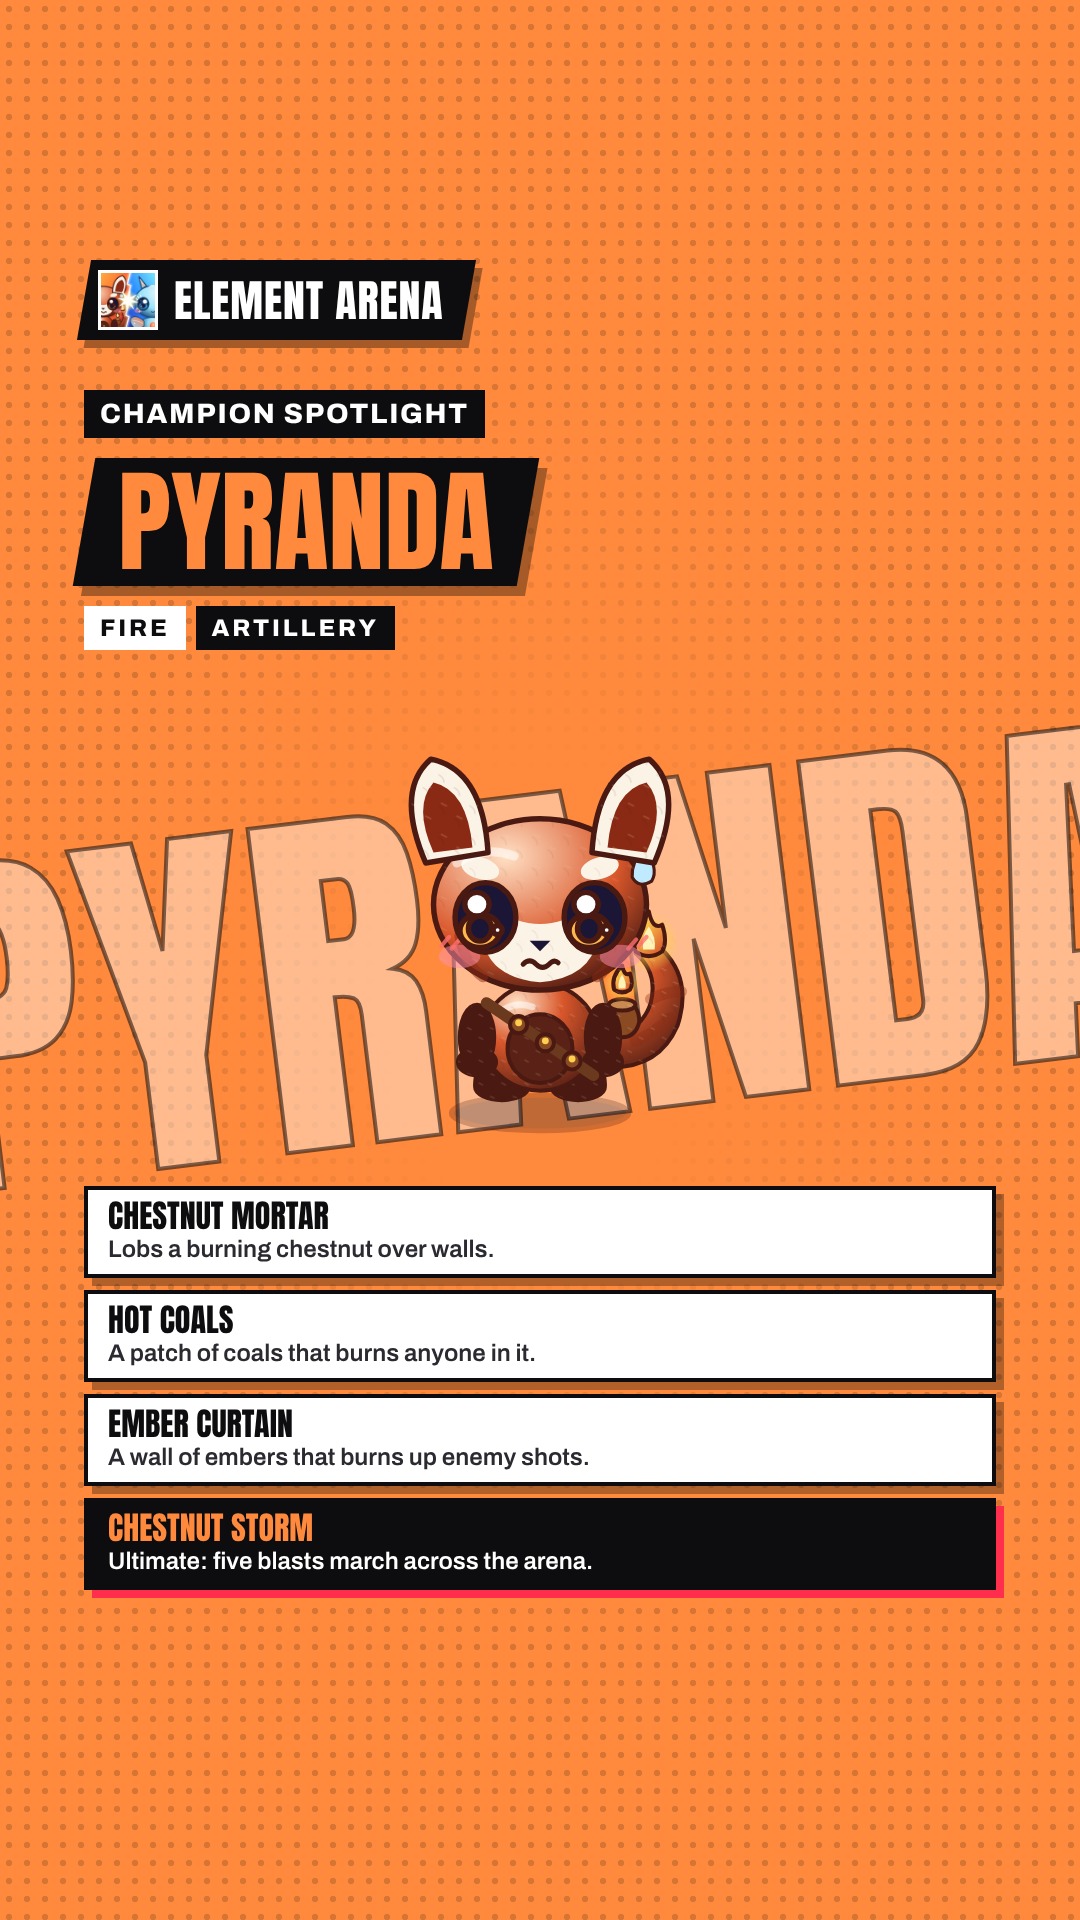 ELEMENT ARENA
CHAMPION SPOTLIGHT
PYRANDA
FIRE ARTILLERY
PYRANDA
CHESTNUT MORTAR
Lobs a burning chestnut over walls.
HOT COALS
A patch of coals that burns anyone in it.
EMBER CURTAIN
A wall of embers that burns up enemy shots.
CHESTNUT STORM
Ultimate: five blasts march across the arena.